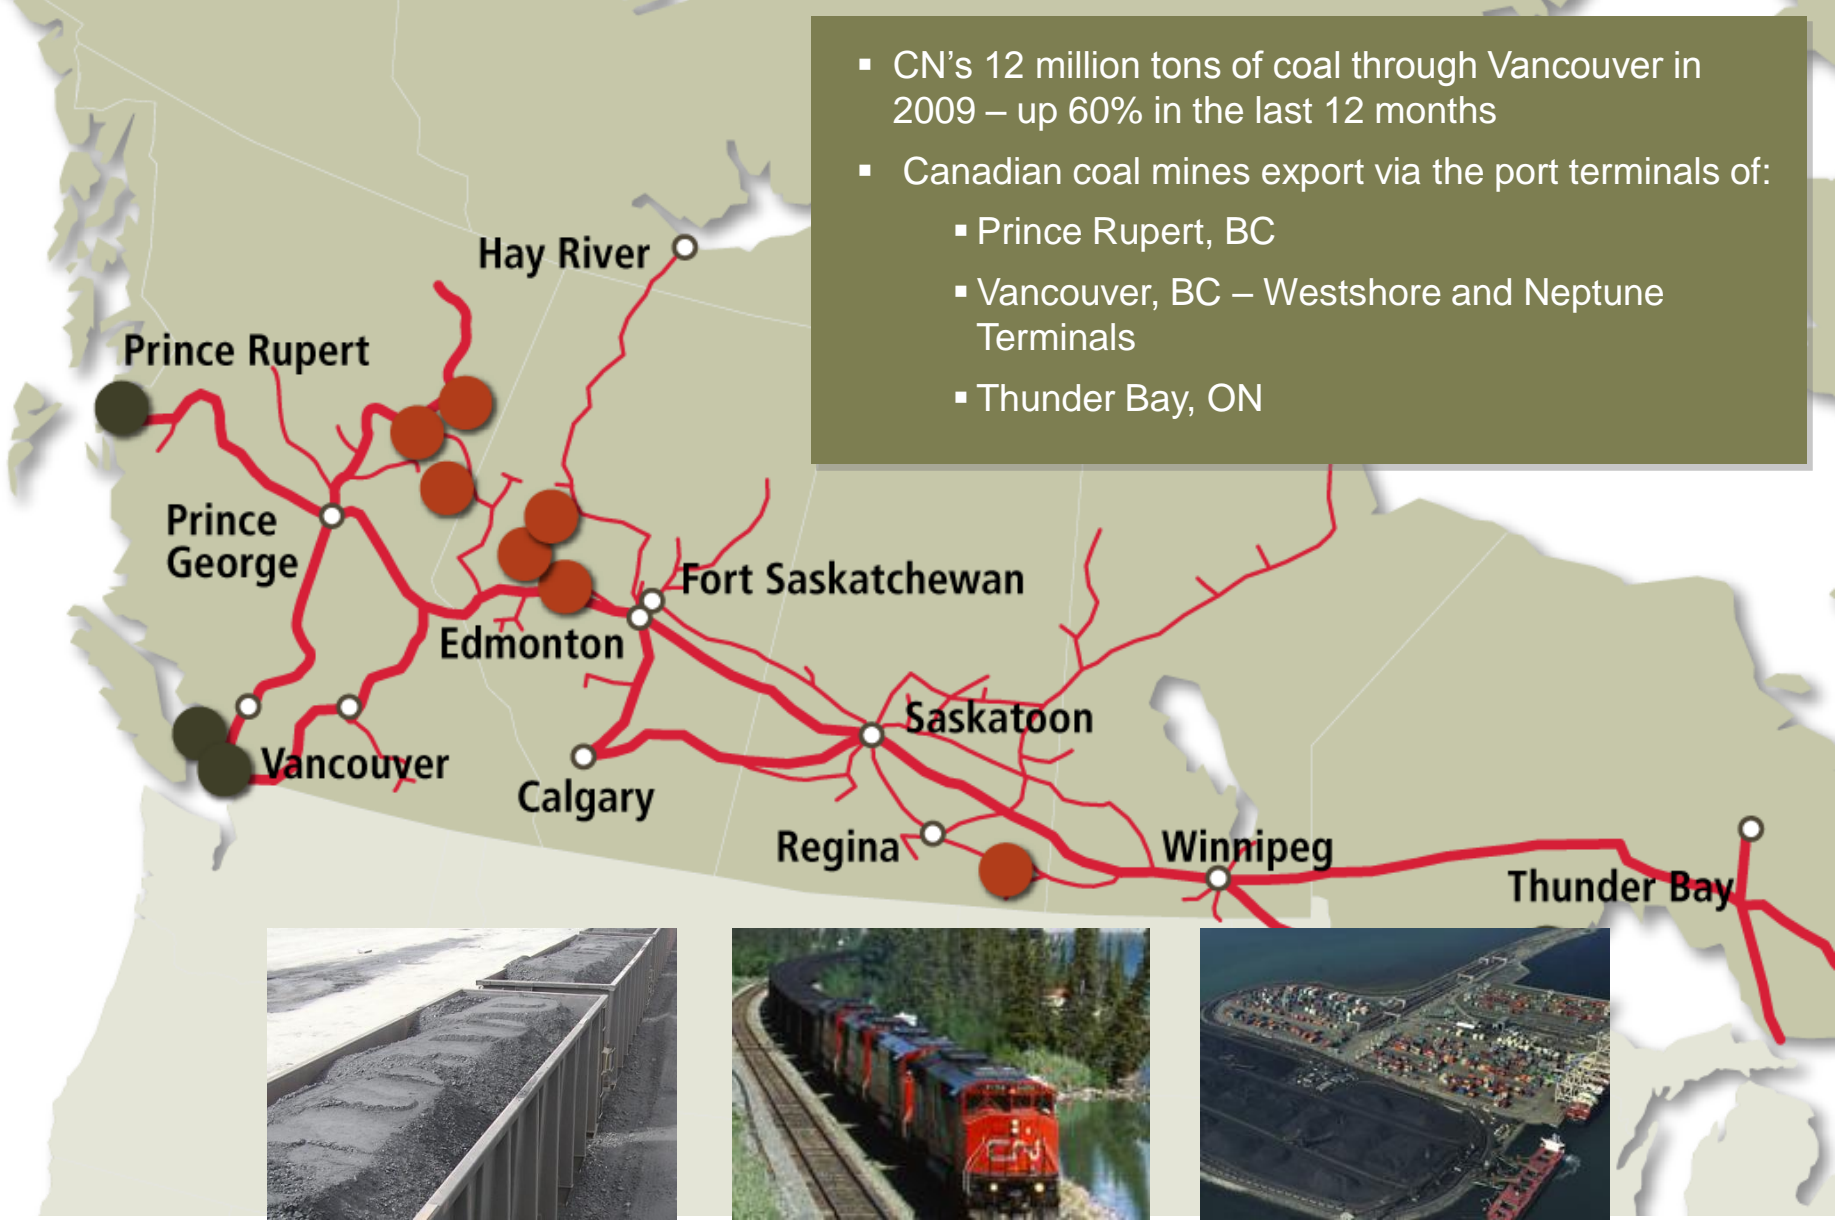 ▪ CN’s 12 million tons of coal through Vancouver in
2009 – up 60% in the last 12 months
▪ Canadian coal mines export via the port terminals of:
▪ Prince Rupert, BC
▪ Vancouver, BC – Westshore and Neptune
Terminals
▪ Thunder Bay, ON
Hay River
Prince Rupert
Prince
George
Fort Saskatchewan
Edmonton
Saskatoon
Vancouver
Calgary
Regina
Winnipeg
Thunder Bay
CN